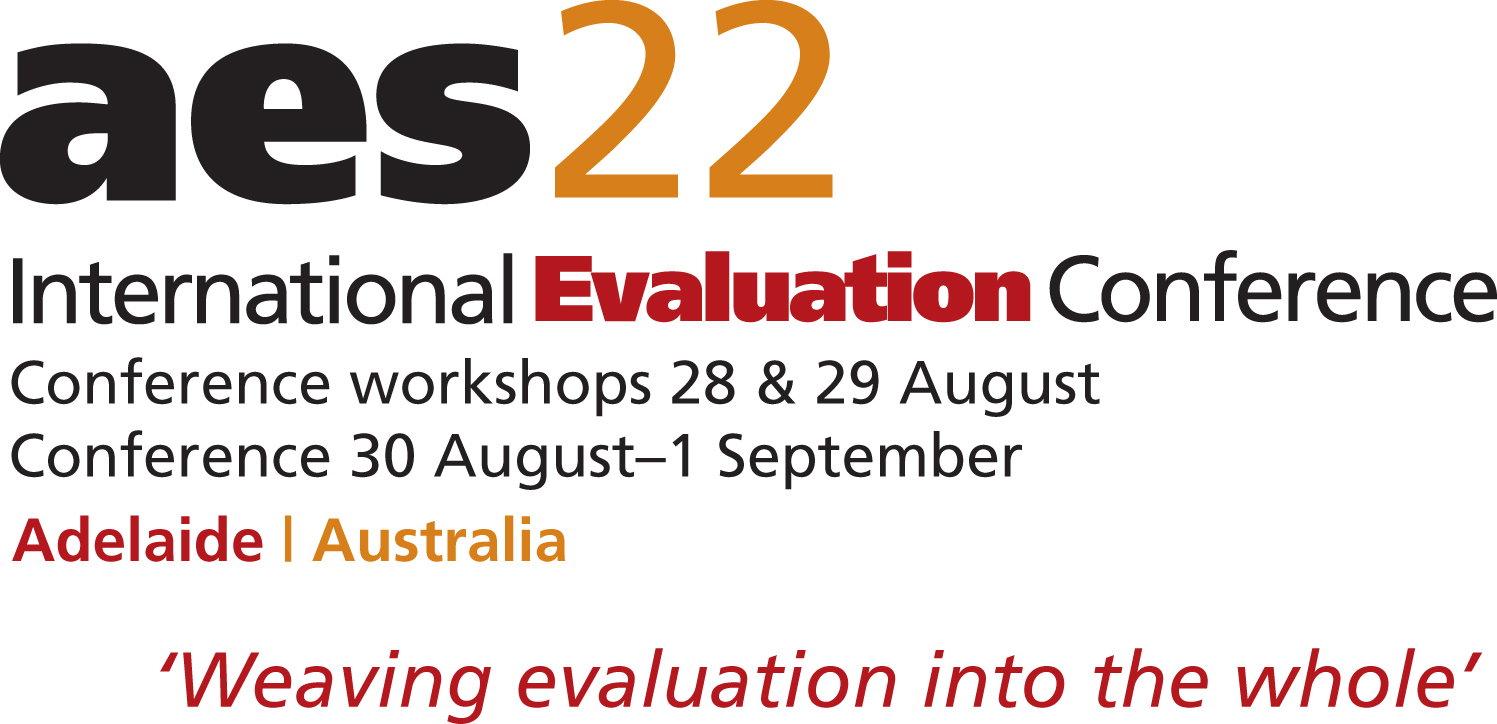 aes22
International Evaluation Conference
Conference workshops 28 & 29 August
Conference 30 August–1 September
Adelaide | Australia
‘Weaving evaluation into the whole’